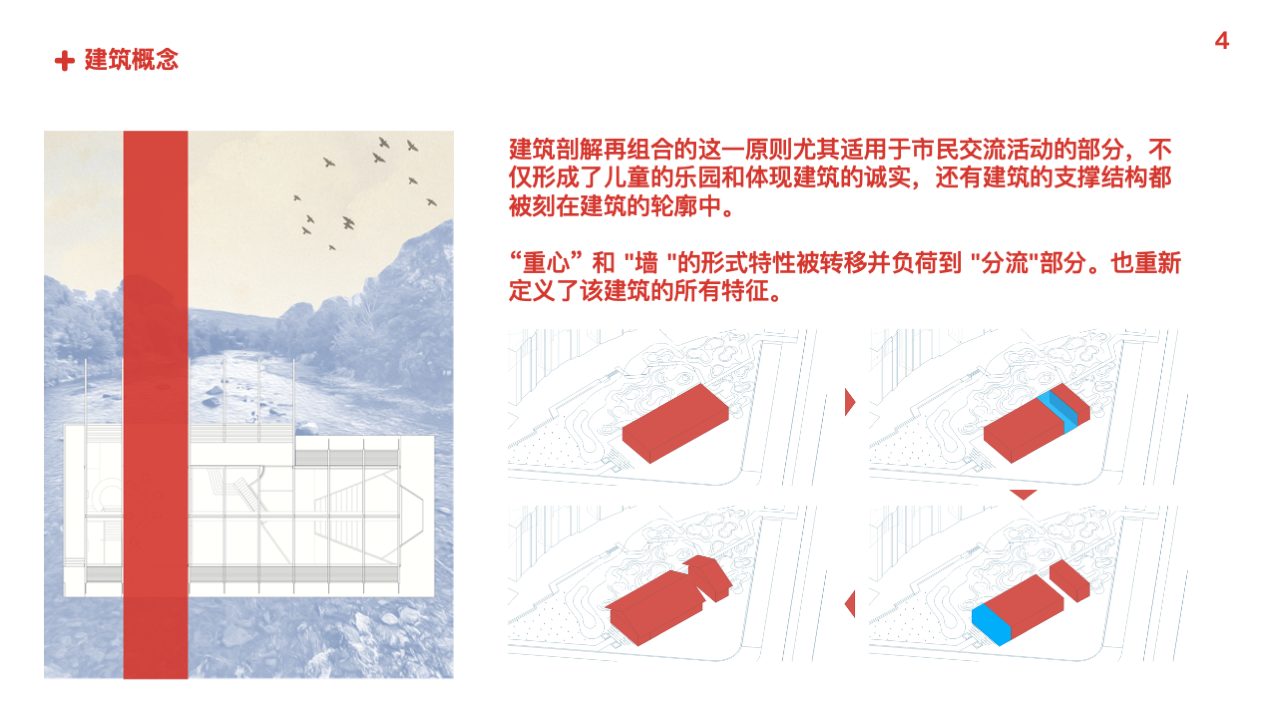 4
+ 建筑概念
建筑剖解再组合的这一原则尤其适用于市民交流活动的部分，不
仅形成了儿童的乐园和体现建筑的诚实，还有建筑的支撑结构都
被刻在建筑的轮廓中。
“重心”和 "墙 "的形式特性被转移并负荷到 "分流"部分。也重新
定义了该建筑的所有特征。